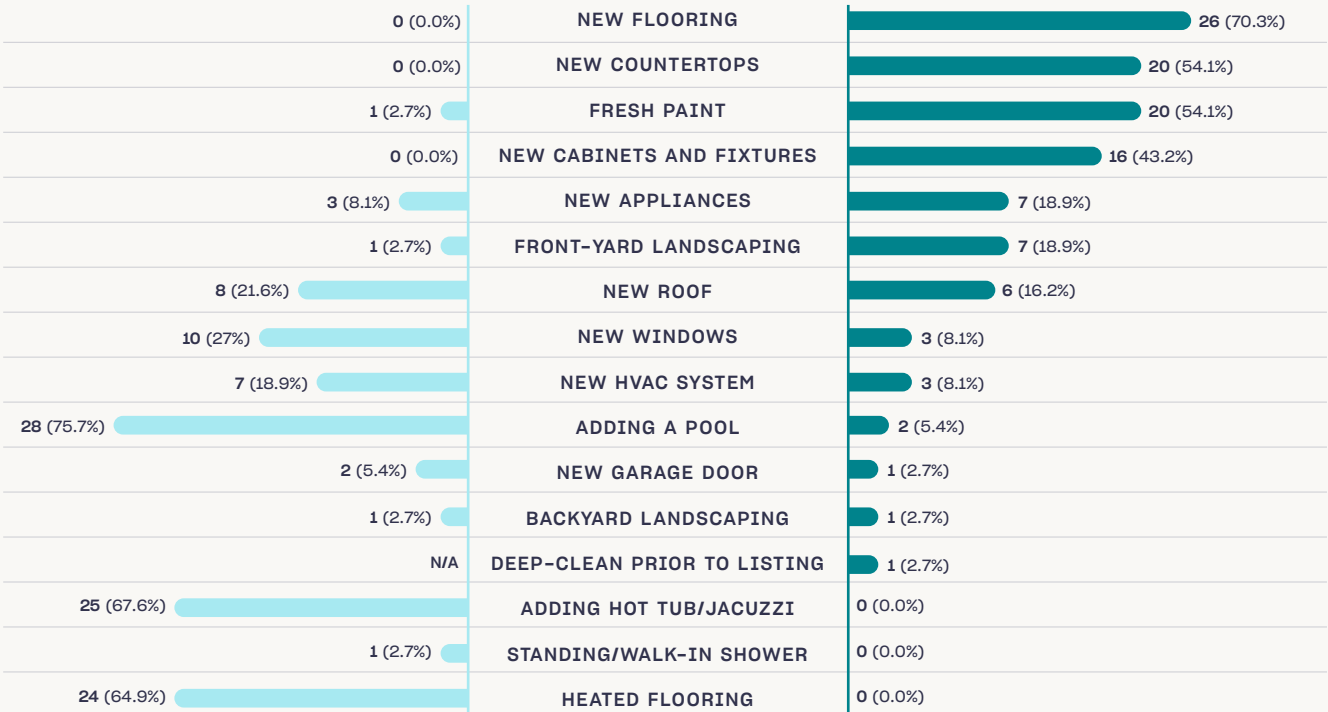 0 (0.0%) NEW FLOORING 26 (70.3%)
0 (0.0%) NEW COUNTERTOPS 20 (54.1%)
1 (2.7%) FRESH PAINT 20 (54.1%)
0 (0.0%) NEW CABINETS AND FIXTURES 16 (43.2%)
3 (8.1%) NEW APPLIANCES 7 (18.9%)
1 (2.7%) FRONT-YARD LANDSCAPING 7 (18.9%)
8 (21.6%) NEW ROOF 6 (16.2%)
10 (27%) NEW WINDOWS 3 (8.1%)
7 (18.9%) NEW HVAC SYSTEM 3 (8.1%)
28 (75.7%) ADDING A POOL 2 (5.4%)
2 (5.4%) NEW GARAGE DOOR 1 (2.7%)
1 (2.7%) BACKYARD LANDSCAPING 1 (2.7%)
N/A DEEP-CLEAN PRIOR TO LISTING 1 (2.7%)
25 (67.6%) ADDING HOT TUB/JACUZZI 0 (0.0%)
1 (2.7%) STANDING/WALK-IN SHOWER 0 (0.0%)
24 (64.9%) HEATED FLOORING 0 (0.0%)